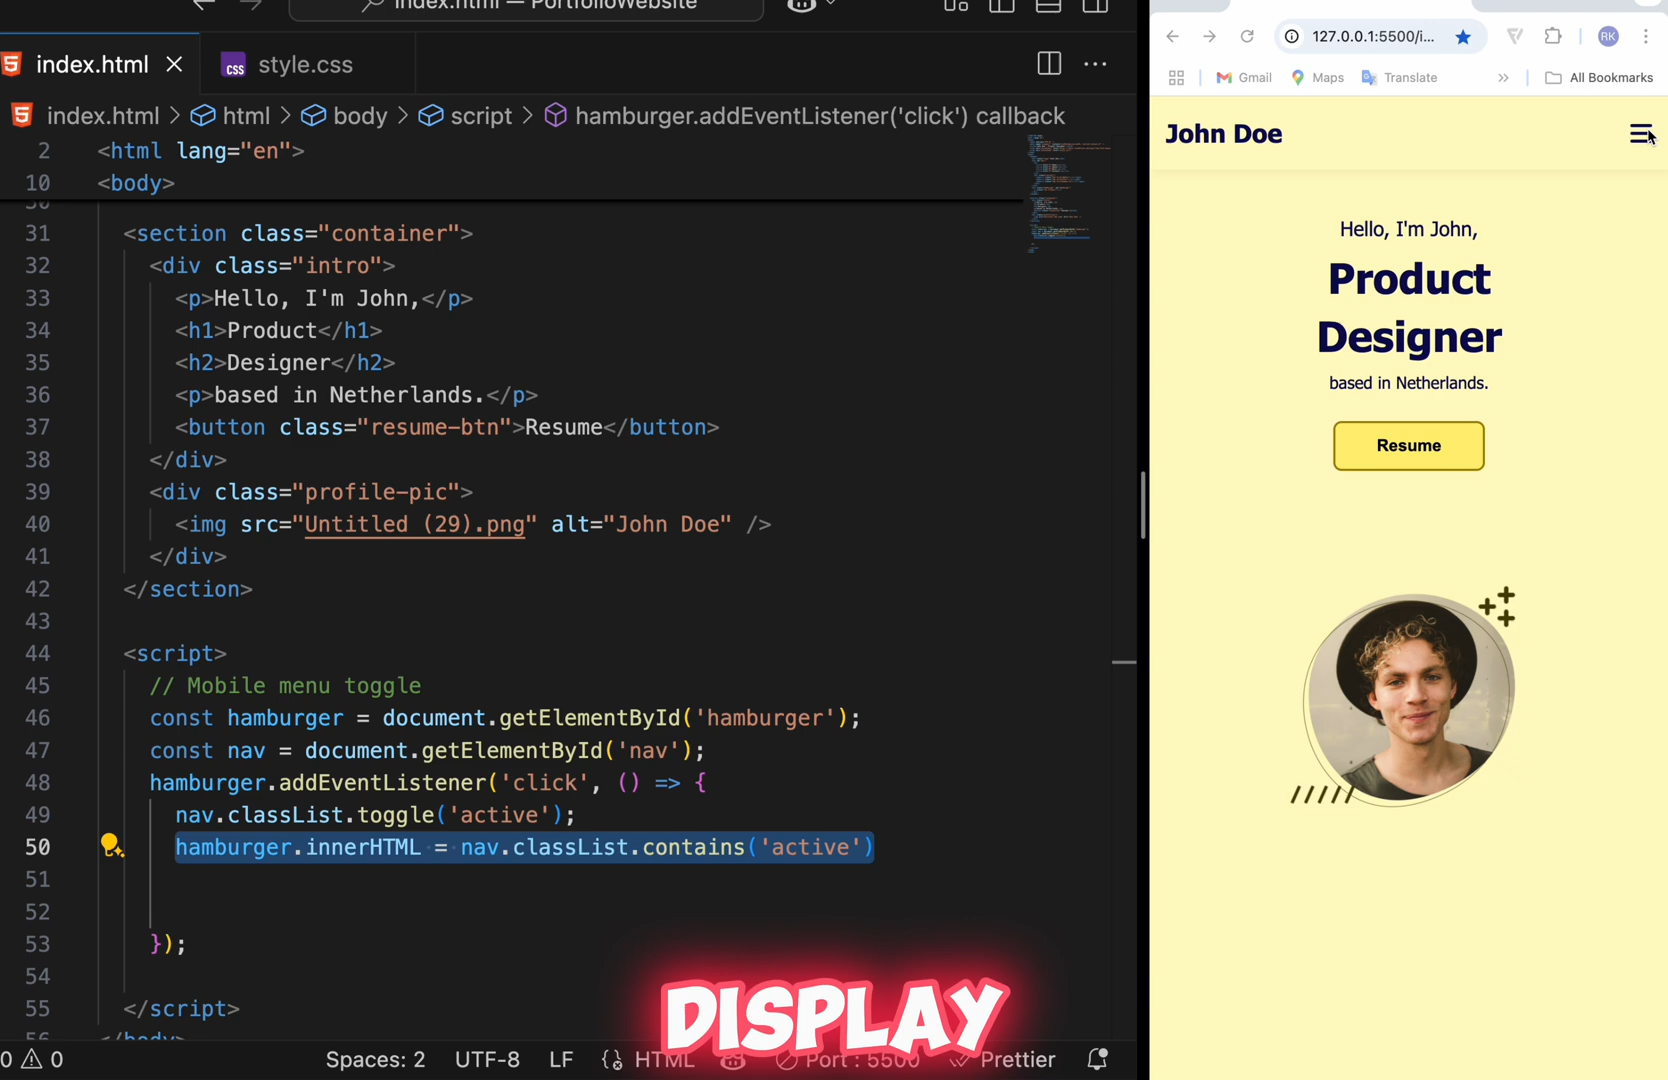 index.html — PortfolioWebsite
index.html
style.css
index.html > html > body > script > hamburger.addEventListener('click') callback
2 <html lang="en">
10 <body>
30
31 <section class="container">
32 <div class="intro">
33 <p>Hello, I'm John,</p>
34 <h1>Product</h1>
35 <h2>Designer</h2>
36 <p>based in Netherlands.</p>
37 <button class="resume-btn">Resume</button>
38 </div>
39 <div class="profile-pic">
40 <img src="Untitled (29).png" alt="John Doe" />
41 </div>
42 </section>
43
44 <script>
45 // Mobile menu toggle
46 const hamburger = document.getElementById('hamburger');
47 const nav = document.getElementById('nav');
48 hamburger.addEventListener('click', () => {
49 nav.classList.toggle('active');
50 hamburger.innerHTML = nav.classList.contains('active')
51
52
53 });
54
55 </script>
56 </body>
DISPLAY
0 0 Spaces: 2 UTF-8 LF HTML Port : 5500 Prettier
127.0.0.1:5500/i... RK
Gmail Maps Translate » All Bookmarks
John Doe
Hello, I'm John,
Product
Designer
based in Netherlands.
Resume